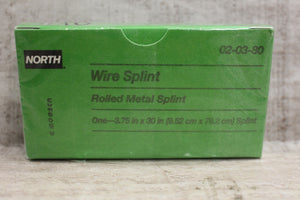 02-03-80
NORTH
Wire Splint
Rolled Metal Splint
One—3.75 in x 30 in (9.52 cm x 76.2 cm) Splint